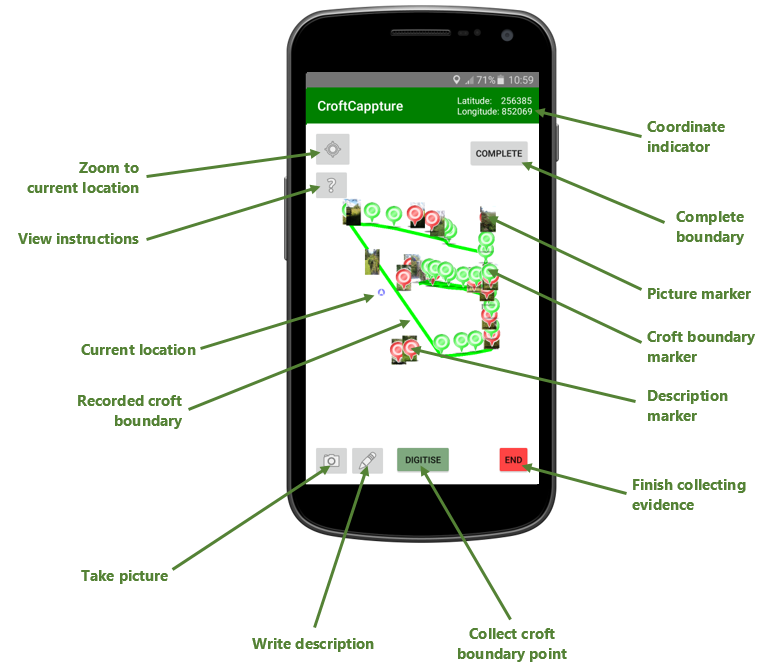 71% 10:59
CroftCappture
Latitude: 256385
Longitude: 852069
COMPLETE
?
DIGITISE
END
Zoom to
current location
View instructions
Current location
Recorded croft
boundary
Take picture
Write description
Collect croft
boundary point
Coordinate
indicator
Complete
boundary
Picture marker
Croft boundary
marker
Description
marker
Finish collecting
evidence